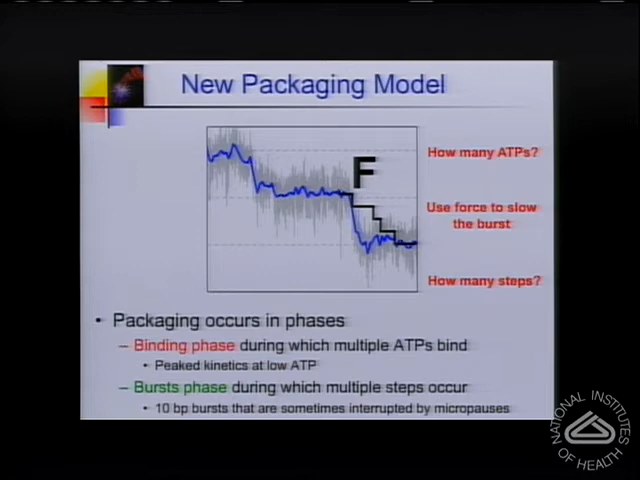 New Packaging Model
F
How many ATPs?
Use force to slow
the burst
How many steps?
• Packaging occurs in phases
– Binding phase during which multiple ATPs bind
• Peaked kinetics at low ATP
– Bursts phase during which multiple steps occur
• 10 bp bursts that are sometimes interrupted by micropauses
NATIONAL INSTITUTES
OF HEALTH